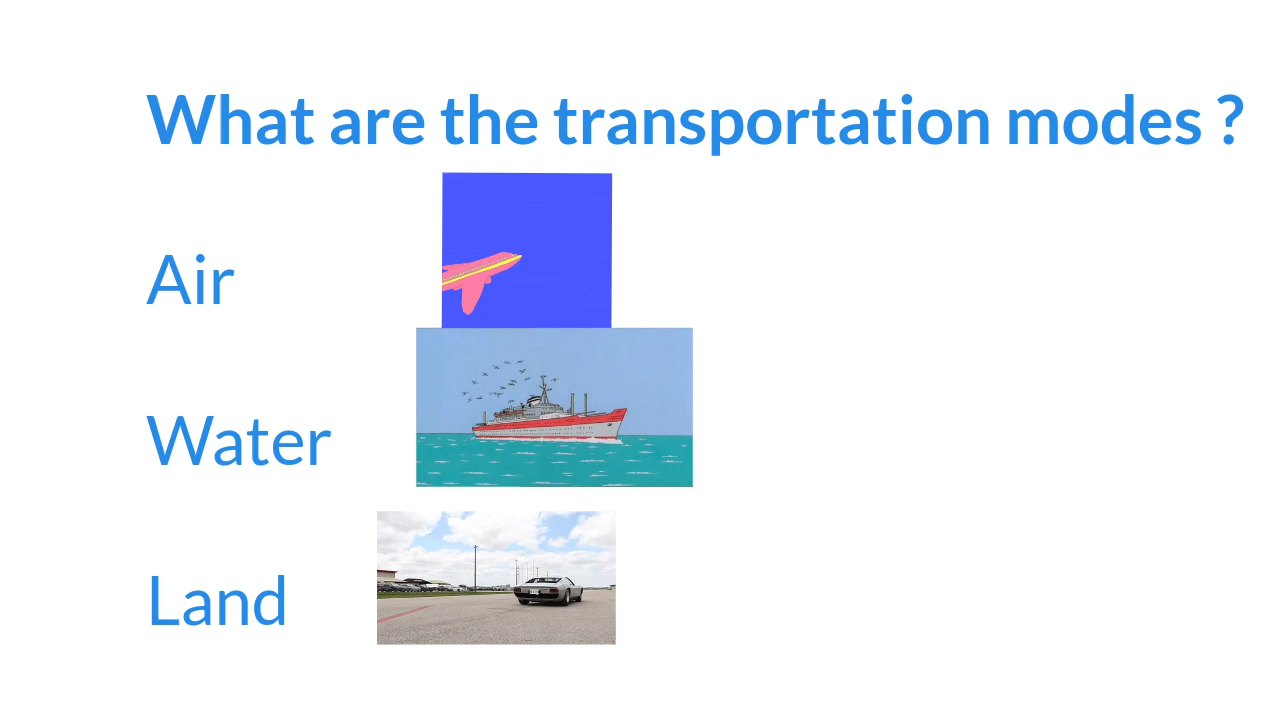 What are the transportation modes ?
Air
Water
Land